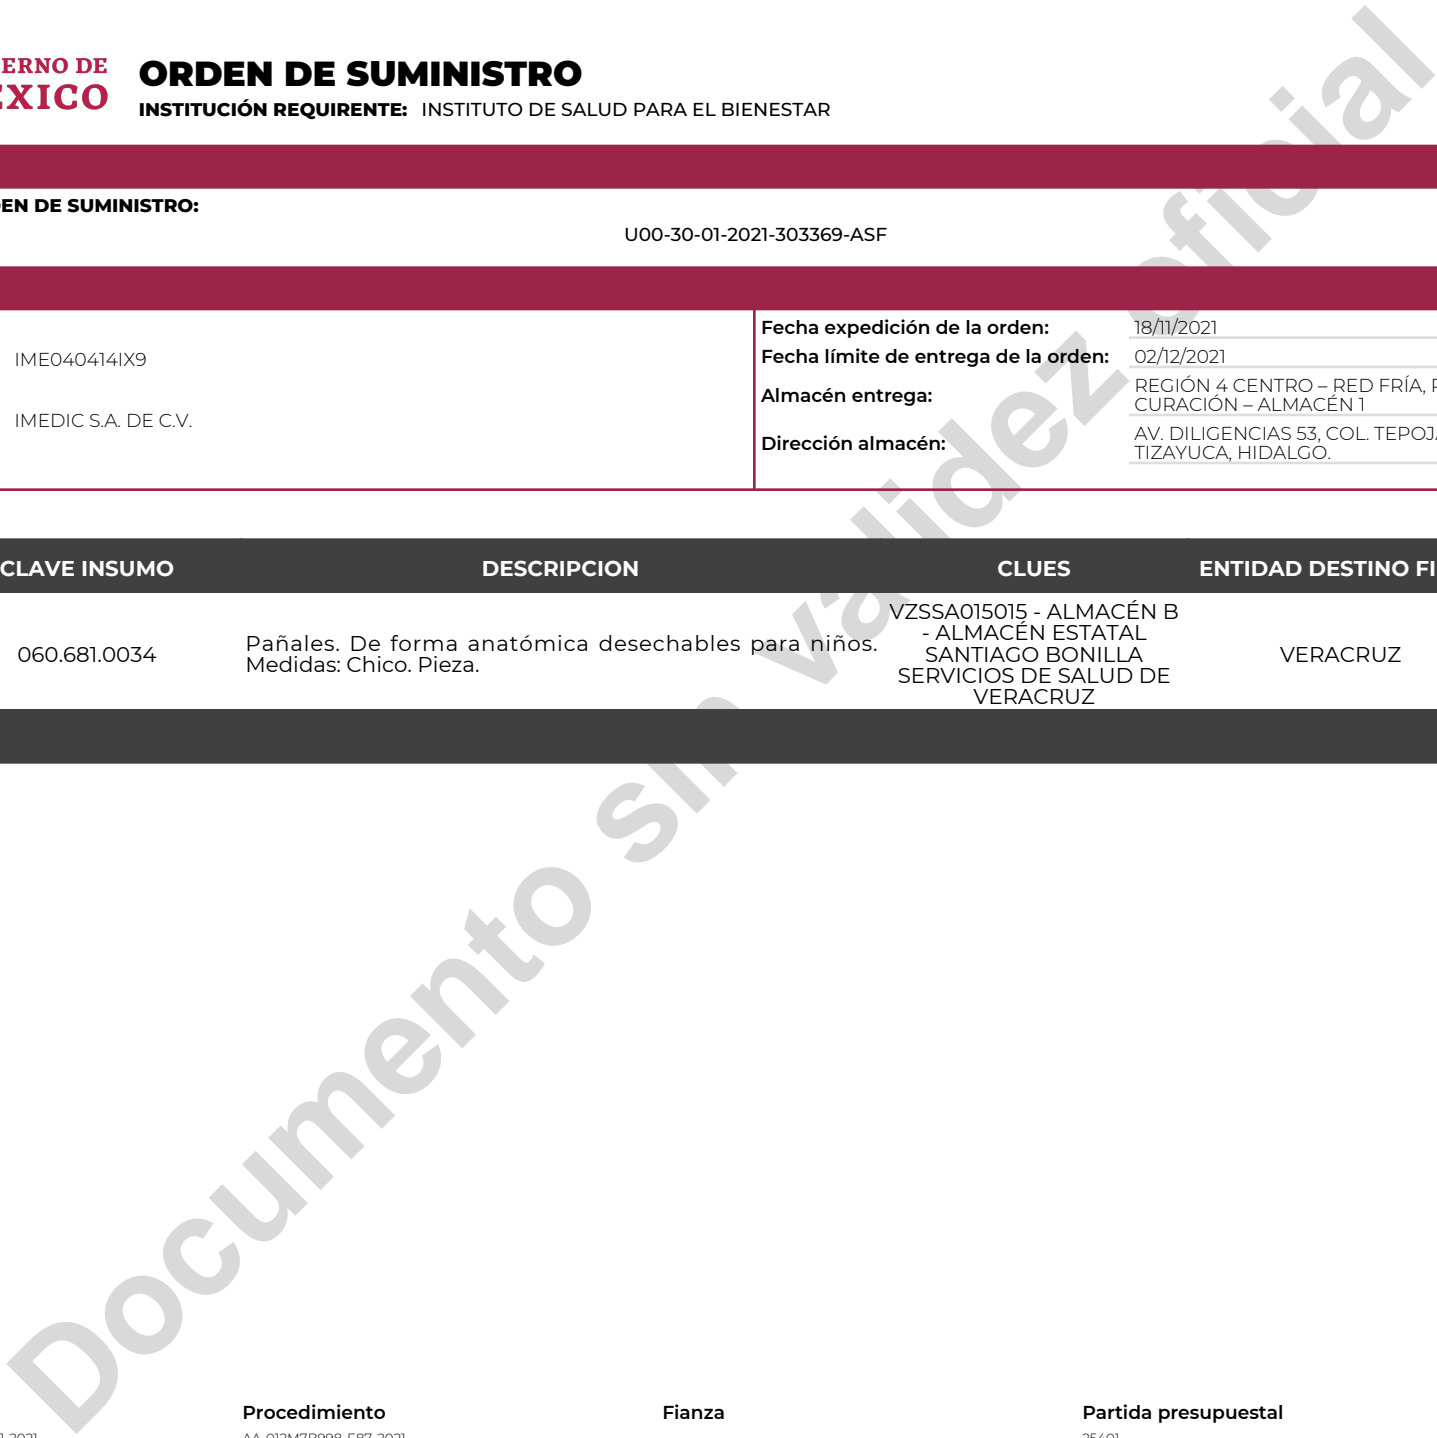 ORDEN DE SUMINISTRO
INSTITUCIÓN REQUIRENTE: INSTITUTO DE SALUD PARA EL BIENESTAR
DE SUMINISTRO:
U00-30-01-2021-303369-ASF
IME040414IX9
IMEDIC S.A. DE C.V.
Fecha expedición de la orden: 18/11/2021
Fecha límite de entrega de la orden: 02/12/2021
Almacén entrega:
REGIÓN 4 CENTRO – RED FRÍA,
CURACIÓN – ALMACÉN 1
Dirección almacén:
AV. DILIGENCIAS 53, COL.
TIZAYUCA, HIDALGO.
CLAVE INSUMO
DESCRIPCION
CLUES
ENTIDAD DESTINO
060.681.0034
Pañales. De forma anatómica desechables para niños.
Medidas: Chico. Pieza.
VZSSA015015 - ALMACÉN B
- ALMACÉN ESTATAL
SANTIAGO BONILLA
SERVICIOS DE SALUD DE
VERACRUZ
VERACRUZ
Documento sin validez oficial
Procedimiento
Fianza
Partida presupuestal